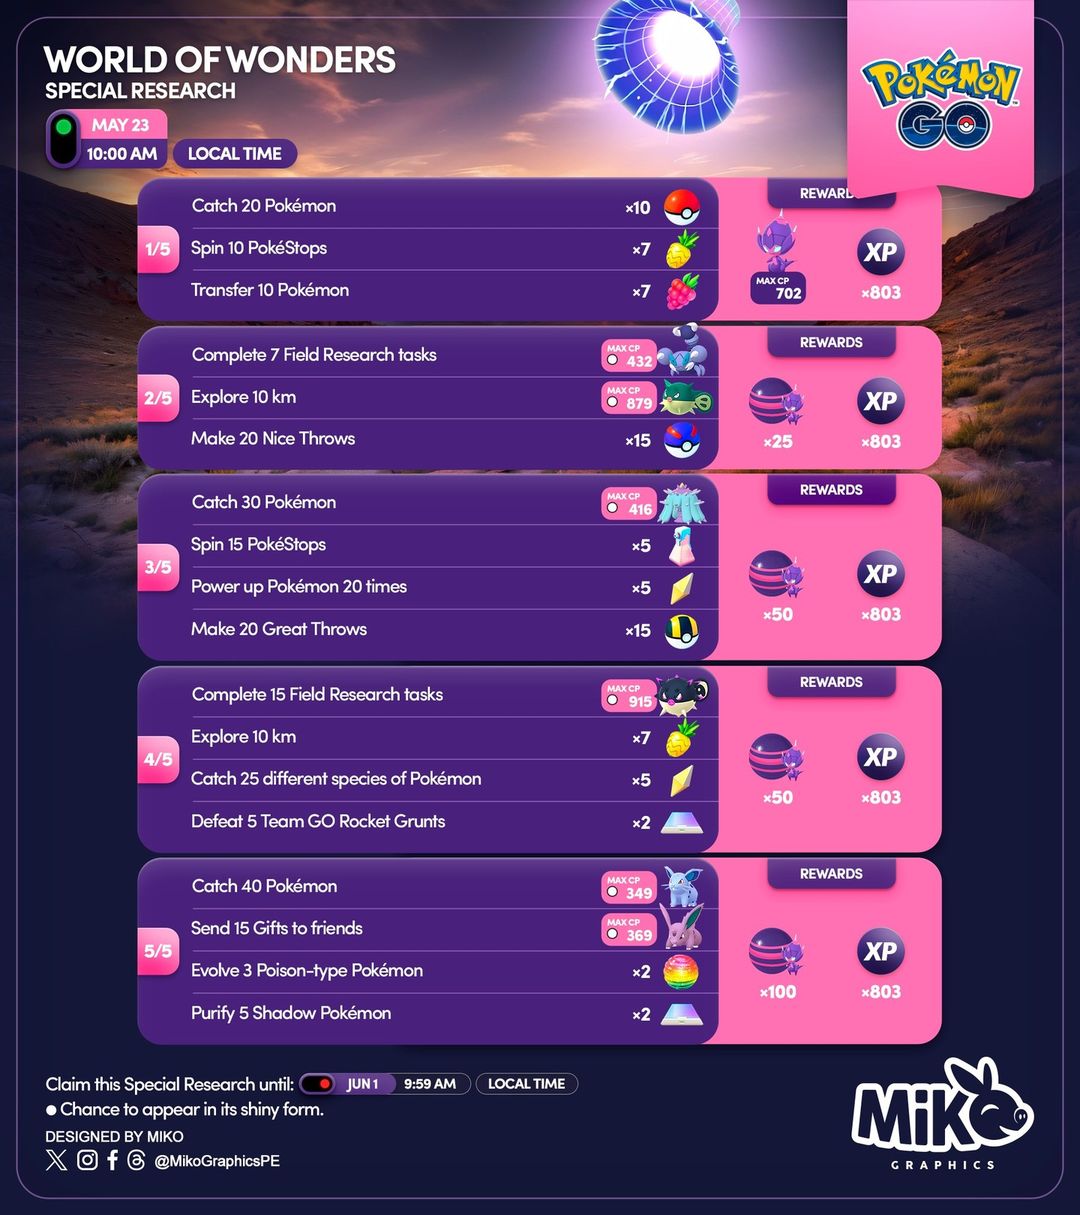 WORLD OF WONDERS
SPECIAL RESEARCH
MAY 23
10:00 AM
LOCAL TIME
POKÉMON
GO
1/5
Catch 20 Pokémon ×10
Spin 10 PokéStops ×7
Transfer 10 Pokémon ×7
REWARDS
MAX CP
702
XP
×803
2/5
Complete 7 Field Research tasks MAX CP 432
Explore 10 km MAX CP 879
Make 20 Nice Throws ×15
REWARDS
×25
XP
×803
3/5
Catch 30 Pokémon MAX CP 416
Spin 15 PokéStops ×5
Power up Pokémon 20 times ×5
Make 20 Great Throws ×15
REWARDS
×50
XP
×803
4/5
Complete 15 Field Research tasks MAX CP 915
Explore 10 km ×7
Catch 25 different species of Pokémon ×5
Defeat 5 Team GO Rocket Grunts ×2
REWARDS
×50
XP
×803
5/5
Catch 40 Pokémon MAX CP 349
Send 15 Gifts to friends MAX CP 369
Evolve 3 Poison-type Pokémon ×2
Purify 5 Shadow Pokémon ×2
REWARDS
×100
XP
×803
Claim this Special Research until: JUN 1 9:59 AM LOCAL TIME
Chance to appear in its shiny form.
DESIGNED BY MIKO
@MikoGraphicsPE
MiKO
GRAPHICS